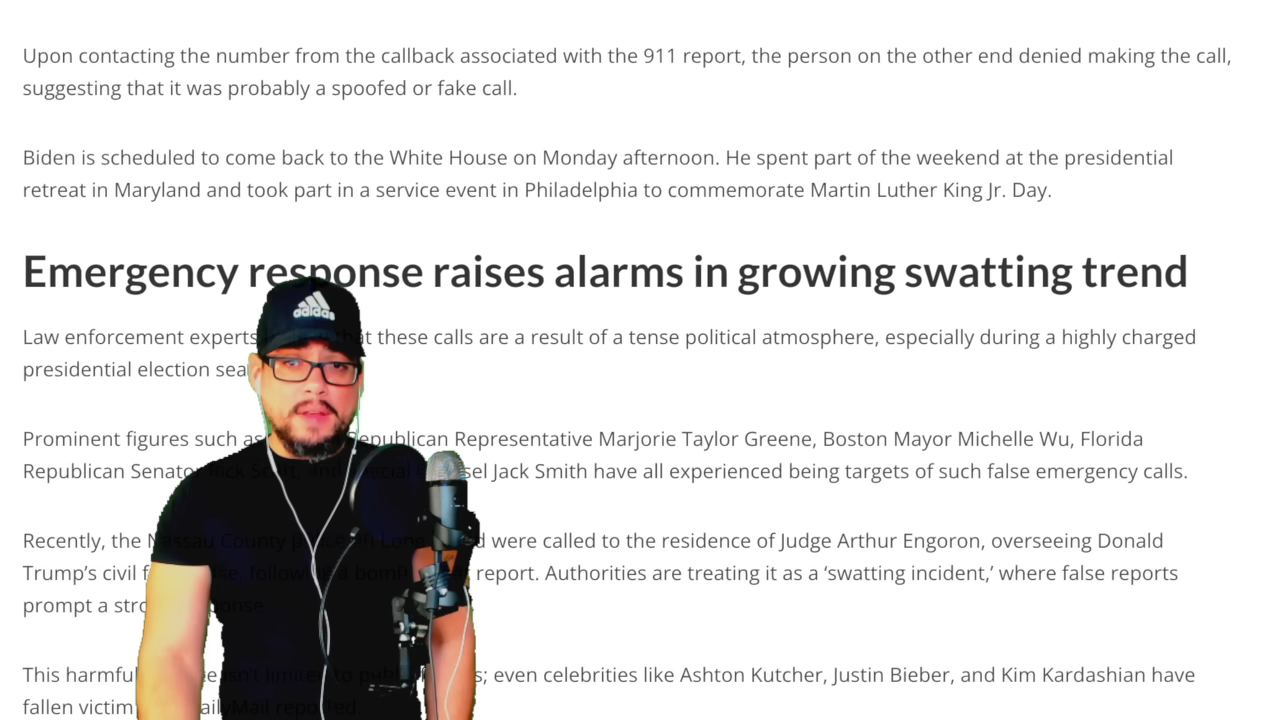 Upon contacting the number from the callback associated with the 911 report, the person on the other end denied making the call,
suggesting that it was probably a spoofed or fake call.
Biden is scheduled to come back to the White House on Monday afternoon. He spent part of the weekend at the presidential
retreat in Maryland and took part in a service event in Philadelphia to commemorate Martin Luther King Jr. Day.
Emergency response raises alarms in growing swatting trend
adidas
Law enforcement experts that these calls are a result of a tense political atmosphere, especially during a highly charged
presidential election
Prominent figures such as Republican Representative Marjorie Taylor Greene, Boston Mayor Michelle Wu, Florida
Republican Senator Jack Smith have all experienced being targets of such false emergency calls.
Recently, the Nassau County were called to the residence of Judge Arthur Engoron, overseeing Donald
Trump’s civil report. Authorities are treating it as a ‘swatting incident,’ where false reports
prompt a
This harmful isn't limited to even celebrities like Ashton Kutcher, Justin Bieber, and Kim Kardashian have
fallen victim reported.